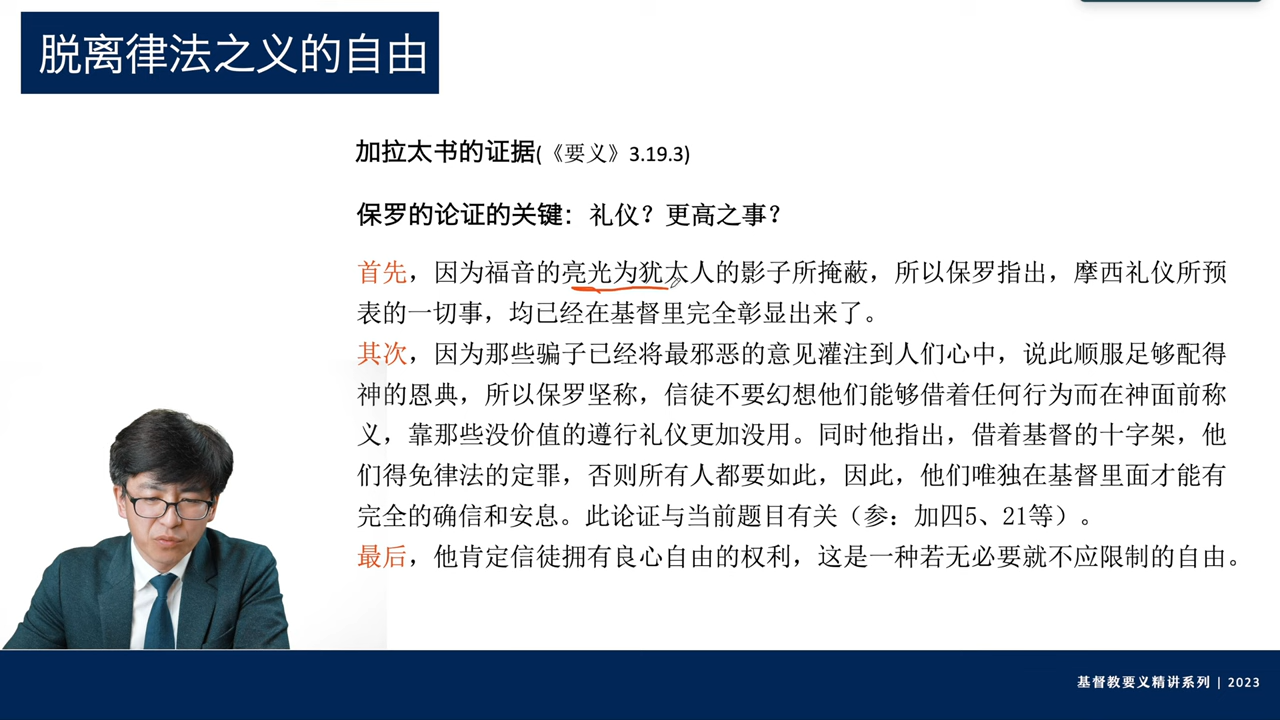 脱离律法之义的自由
加拉太书的证据(《要义》3.19.3)
保罗的论证的关键：礼仪？更高之事？
首先，因为福音的亮光为犹太人的影子所掩蔽，所以保罗指出，摩西礼仪所预
表的一切事，均已经在基督里完全彰显出来了。
其次，因为那些骗子已经将最邪恶的意见灌注到人们心中，说此顺服足够配得
神的恩典，所以保罗坚称，信徒不要幻想他们能够借着任何行为而在神面前称
义，靠那些没价值的遵行礼仪更加没用。同时他指出，借着基督的十字架，他
们得免律法的定罪，否则所有人都要如此，因此，他们唯独在基督里面才能有
完全的确信和安息。此论证与当前题目有关（参：加四5、21等）。
最后，他肯定信徒拥有良心自由的权利，这是一种若无必要就不应限制的自由。
基督教要义精讲系列 | 2023